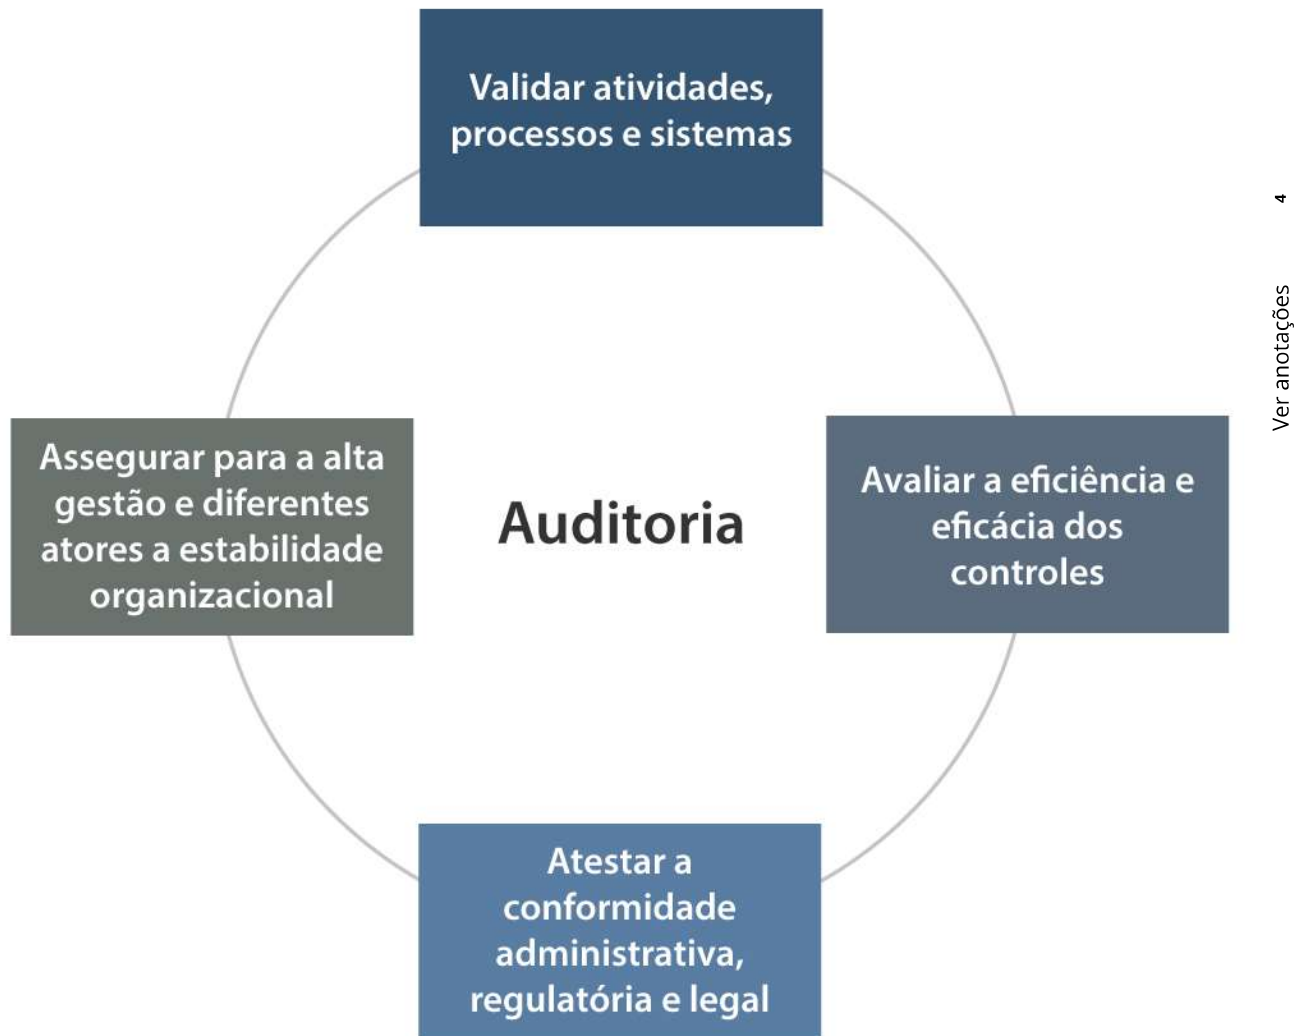 Validar atividades,
processos e sistemas
4
Ver anotações
Assegurar para a alta
gestão e diferentes
atores a estabilidade
organizacional
Auditoria
Avaliar a eficiência e
eficácia dos
controles
Atestar a
conformidade
administrativa,
regulatória e legal